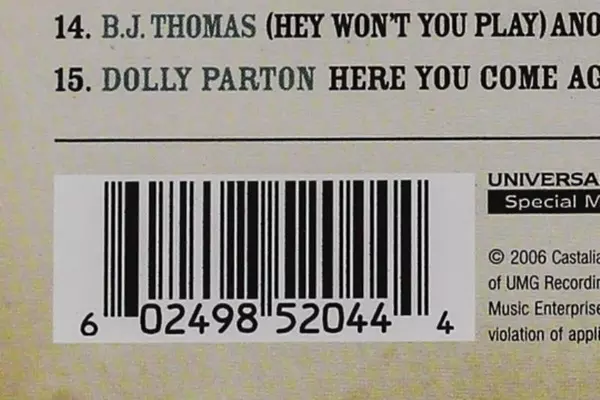 14. B.J. THOMAS (HEY WON'T YOU PLAY) ANO
15. DOLLY PARTON HERE YOU COME AG
UNIVERSA
Special M
© 2006 Castalia
of UMG Recordin
Music Enterprise
violation of appli
6 02498 52044 4